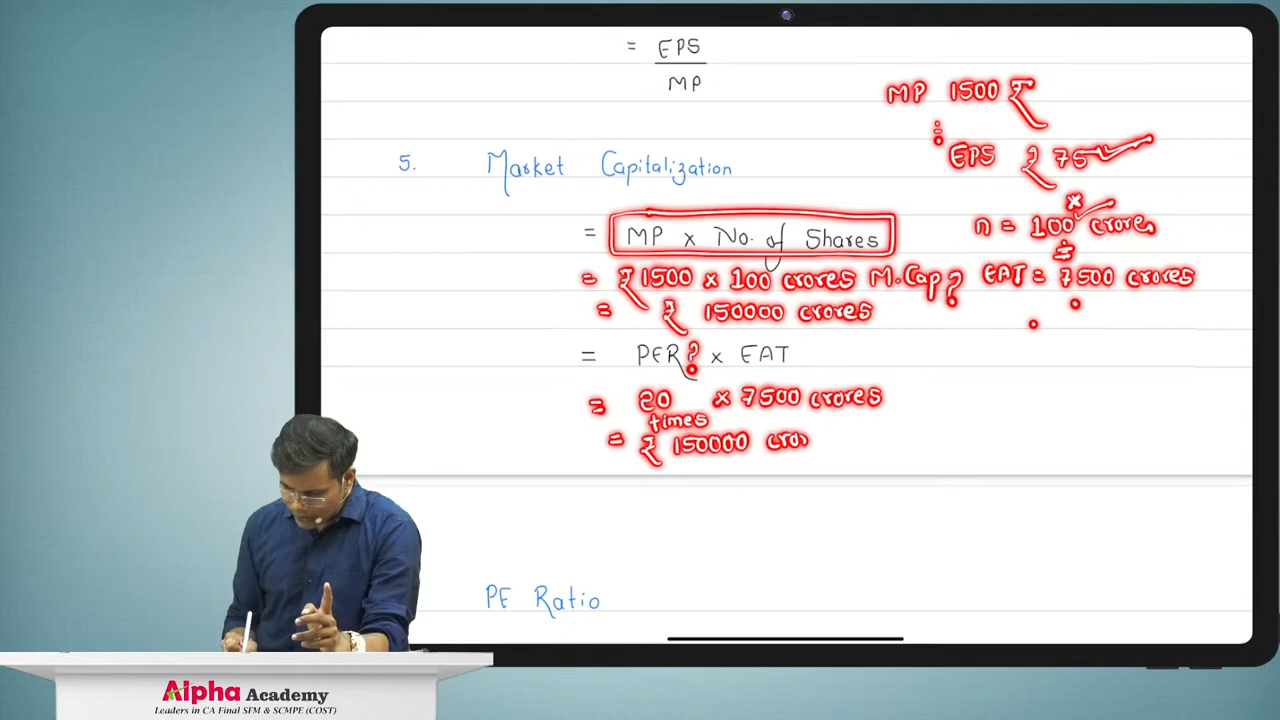 = EPS
MP
MP 1500 ₹
÷
EPS ₹ 75
×
n = 100 crores
=
EAT = 7500 crores
5. Market Capitalization
= MP x No. of Shares
= ₹ 1500 x 100 crores M.Cap ?
= ₹ 150000 crores
= PER ? x EAT
= 20 times x 7500 crores
= ₹ 150000 cro
PE Ratio
Alpha Academy
Leaders in CA Final SFM & SCMPE (COST)